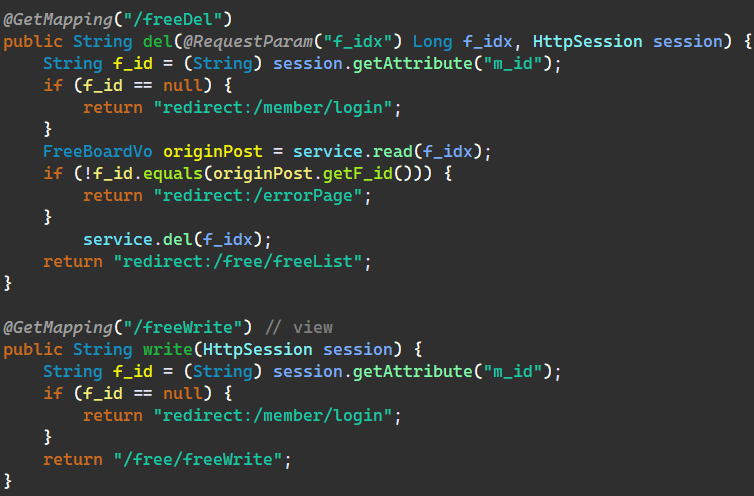 @GetMapping("/freeDel")
public String del(@RequestParam("f_idx") Long f_idx, HttpSession session) {
    String f_id = (String) session.getAttribute("m_id");
    if (f_id == null) {
        return "redirect:/member/login";
    }
    FreeBoardVo originPost = service.read(f_idx);
    if (!f_id.equals(originPost.getF_id())) {
        return "redirect:/errorPage";
    }
        service.del(f_idx);
    return "redirect:/free/freeList";
}

@GetMapping("/freeWrite") // view
public String write(HttpSession session) {
    String f_id = (String) session.getAttribute("m_id");
    if (f_id == null) {
        return "redirect:/member/login";
    }
    return "/free/freeWrite";
}